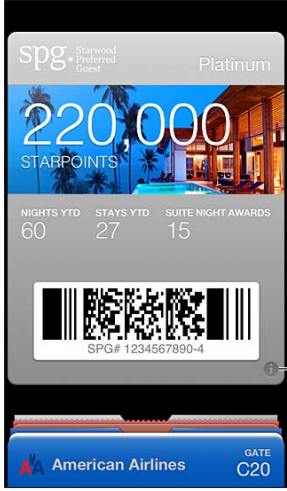 spg. Starwood
Preferred
Guest
Platinum
220,000
STARPOINTS
NIGHTS YTD STAYS YTD SUITE NIGHT AWARDS
60 27 15
SPG# 1234567890-4
i
AA American Airlines
GATE
C20